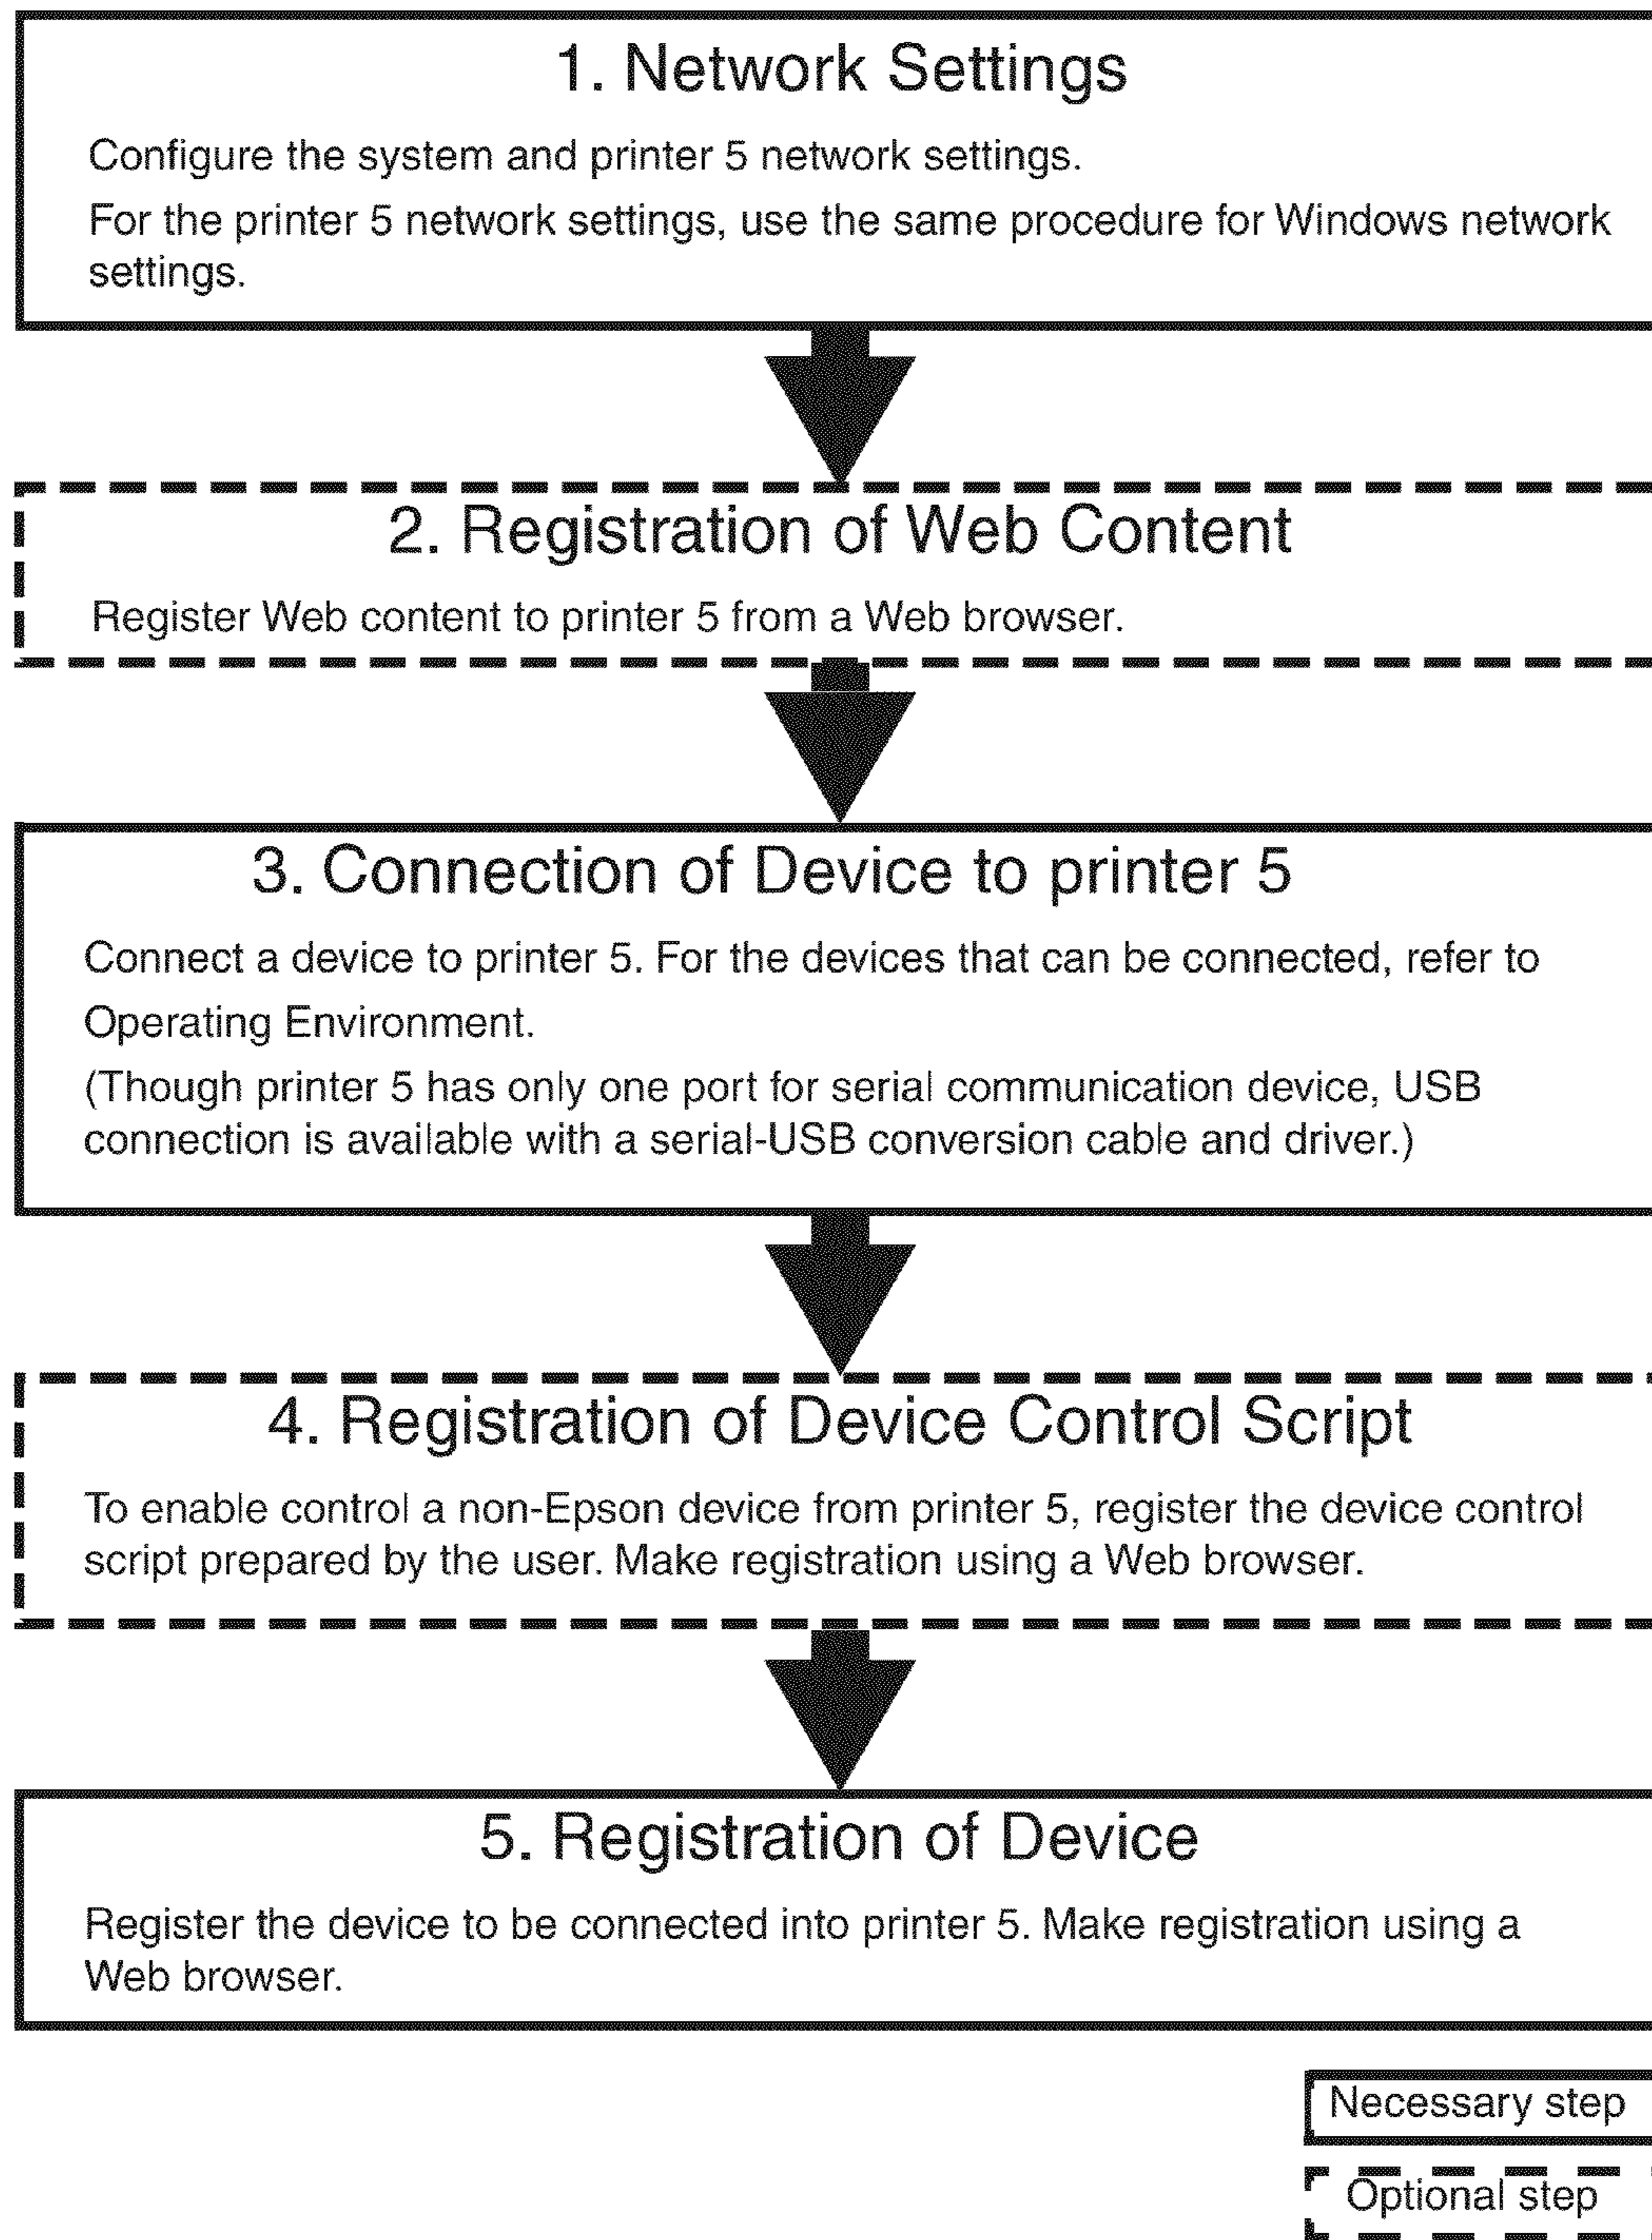 1. Network Settings
Configure the system and printer 5 network settings.
For the printer 5 network settings, use the same procedure for Windows network
settings.
2. Registration of Web Content
Register Web content to printer 5 from a Web browser.
3. Connection of Device to printer 5
Connect a device to printer 5. For the devices that can be connected, refer to
Operating Environment.
(Though printer 5 has only one port for serial communication device, USB
connection is available with a serial-USB conversion cable and driver.)
4. Registration of Device Control Script
To enable control a non-Epson device from printer 5, register the device control
script prepared by the user. Make registration using a Web browser.
5. Registration of Device
Register the device to be connected into printer 5. Make registration using a
Web browser.
Necessary step
Optional step